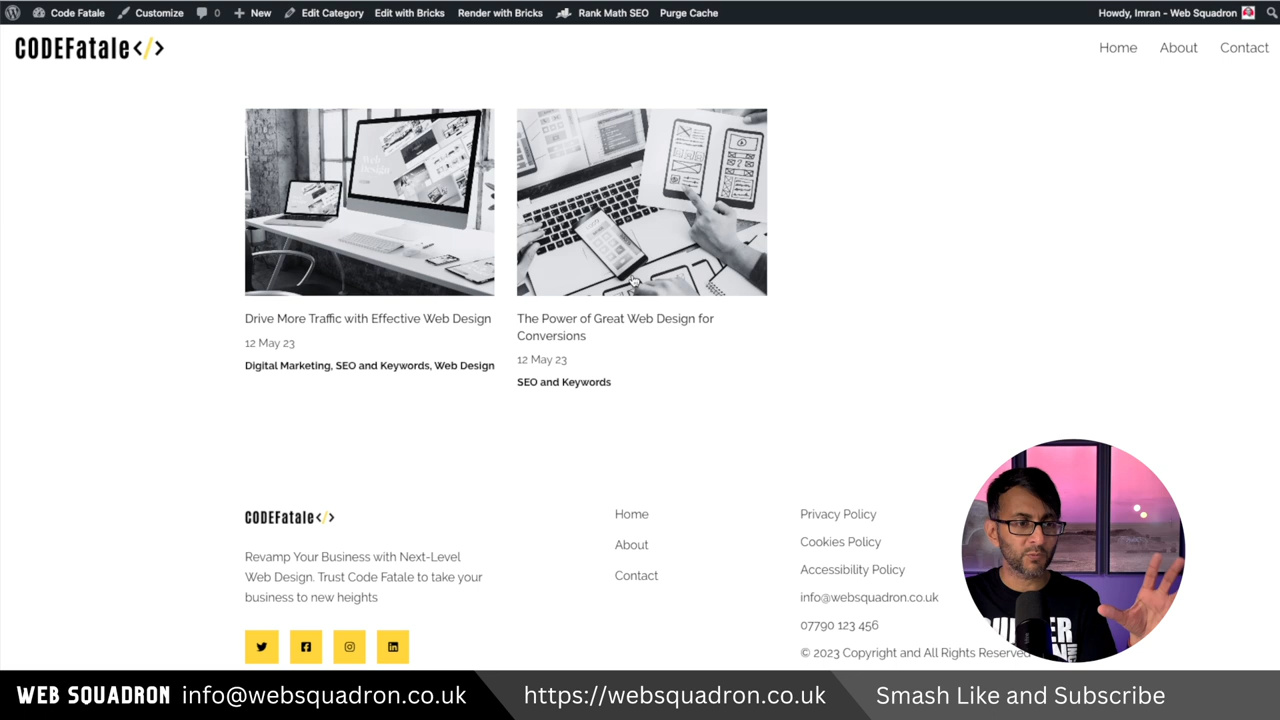 Code Fatale Customize 0 New Edit Category Edit with Bricks Render with Bricks Rank Math SEO Purge Cache Howdy, Imran - Web Squadron
CODEFatale</> Home About Contact
Web
Design
Drive More Traffic with Effective Web Design
12 May 23
Digital Marketing, SEO and Keywords, Web Design
The Power of Great Web Design for
Conversions
12 May 23
SEO and Keywords
CODEFatale</>
Revamp Your Business with Next-Level
Web Design. Trust Code Fatale to take your
business to new heights
Home
About
Contact
Privacy Policy
Cookies Policy
Accessibility Policy
info@websquadron.co.uk
07790 123 456
© 2023 Copyright and All Rights Reserved
WEB SQUADRON info@websquadron.co.uk https://websquadron.co.uk Smash Like and Subscribe